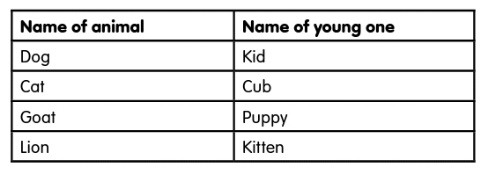 Name of animal Name of young one
Dog Kid
Cat Cub
Goat Puppy
Lion Kitten